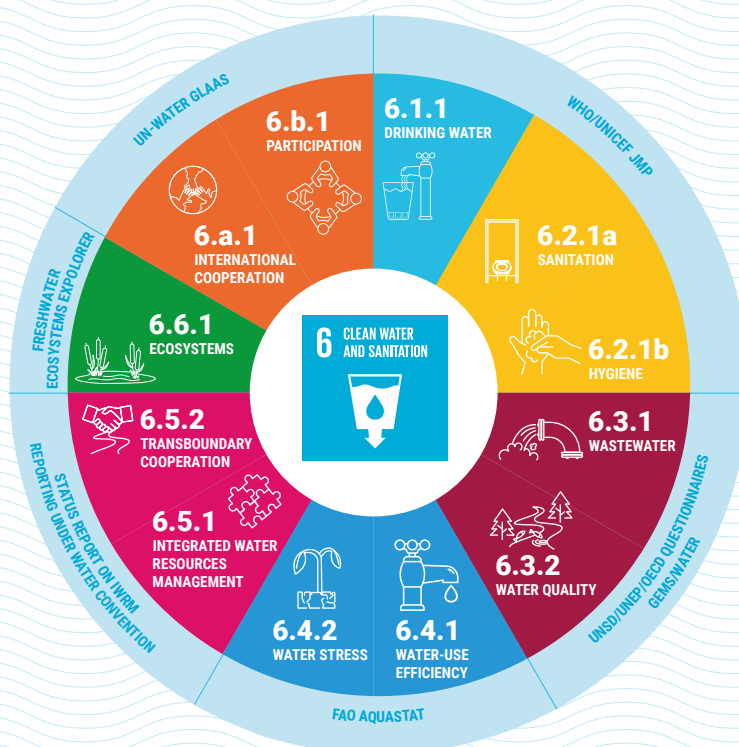 UN-WATER GLAAS
WHO/UNICEF JMP
6.b.1
PARTICIPATION
6.1.1
DRINKING WATER
6.a.1
INTERNATIONAL
COOPERATION
6.2.1a
SANITATION
FRESHWATER
ECOSYSTEMS EXPOLORER
6.6.1
ECOSYSTEMS
6 CLEAN WATER
AND SANITATION
6.2.1b
HYGIENE
6.5.2
TRANSBOUNDARY
COOPERATION
6.3.1
WASTEWATER
STATUS REPORT ON IWRM
REPORTING UNDER WATER CONVENTION
6.5.1
INTEGRATED WATER
RESOURCES
MANAGEMENT
6.3.2
WATER QUALITY
UNSD/UNEP/OECD QUESTIONNAIRES
GEMS/WATER
6.4.2
WATER STRESS
6.4.1
WATER-USE
EFFICIENCY
FAO AQUASTAT